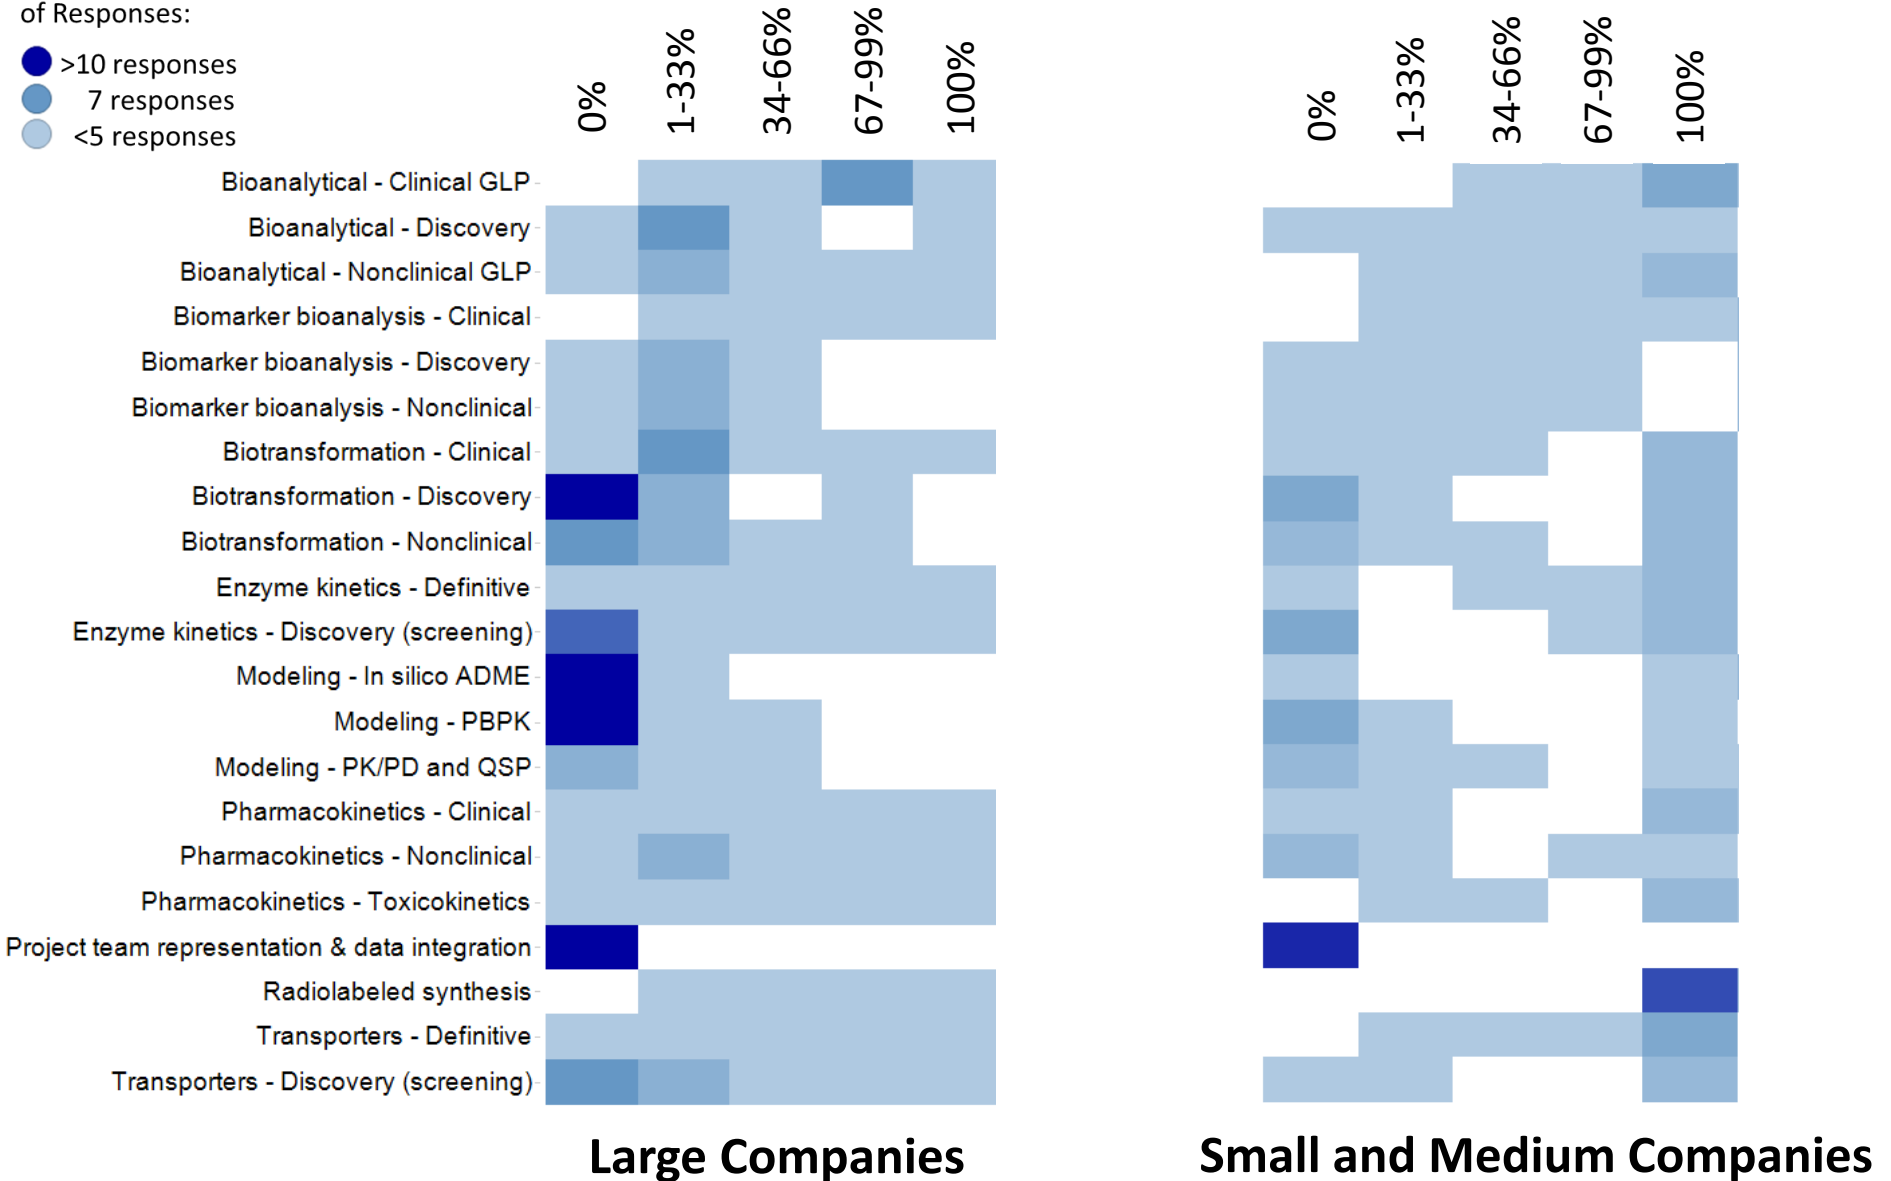 of Responses:
>10 responses
7 responses
<5 responses
0%
1-33%
34-66%
67-99%
100%
0%
1-33%
34-66%
67-99%
100%
Bioanalytical - Clinical GLP
Bioanalytical - Discovery
Bioanalytical - Nonclinical GLP
Biomarker bioanalysis - Clinical
Biomarker bioanalysis - Discovery
Biomarker bioanalysis - Nonclinical
Biotransformation - Clinical
Biotransformation - Discovery
Biotransformation - Nonclinical
Enzyme kinetics - Definitive
Enzyme kinetics - Discovery (screening)
Modeling - In silico ADME
Modeling - PBPK
Modeling - PK/PD and QSP
Pharmacokinetics - Clinical
Pharmacokinetics - Nonclinical
Pharmacokinetics - Toxicokinetics
Project team representation & data integration
Radiolabeled synthesis
Transporters - Definitive
Transporters - Discovery (screening)
Large Companies
Small and Medium Companies